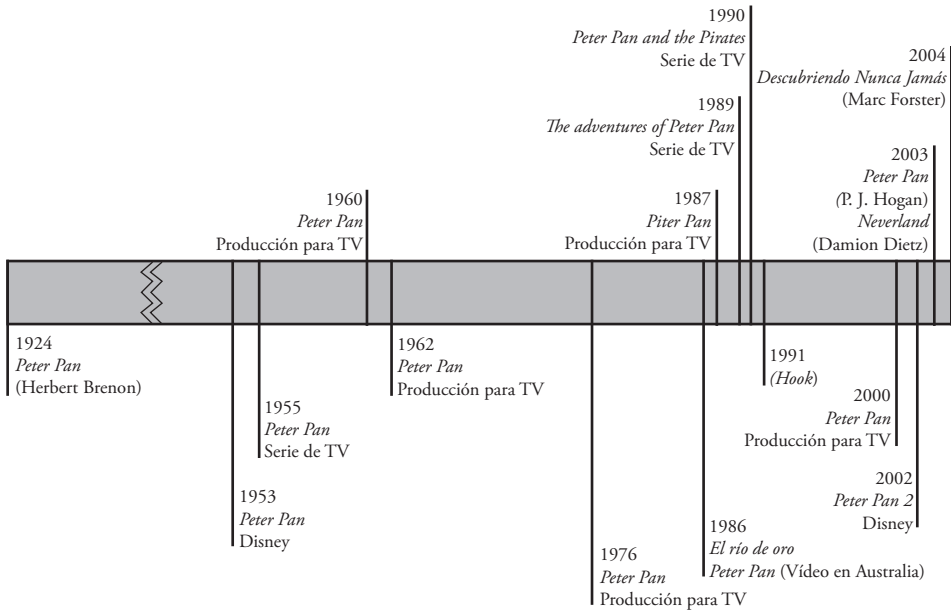 1990
Peter Pan and the Pirates
Serie de TV
2004
Descubriendo Nunca Jamás
(Marc Forster)
1989
The adventures of Peter Pan
Serie de TV
2003
Peter Pan
(P. J. Hogan)
Neverland
(Damion Dietz)
1960
Peter Pan
Producción para TV
1987
Piter Pan
Producción para TV
1924
Peter Pan
(Herbert Brenon)
1962
Peter Pan
Producción para TV
1991
(Hook)
2000
Peter Pan
Producción para TV
1955
Peter Pan
Serie de TV
2002
Peter Pan 2
Disney
1953
Peter Pan
Disney
1986
El río de oro
Peter Pan (Vídeo en Australia)
1976
Peter Pan
Producción para TV